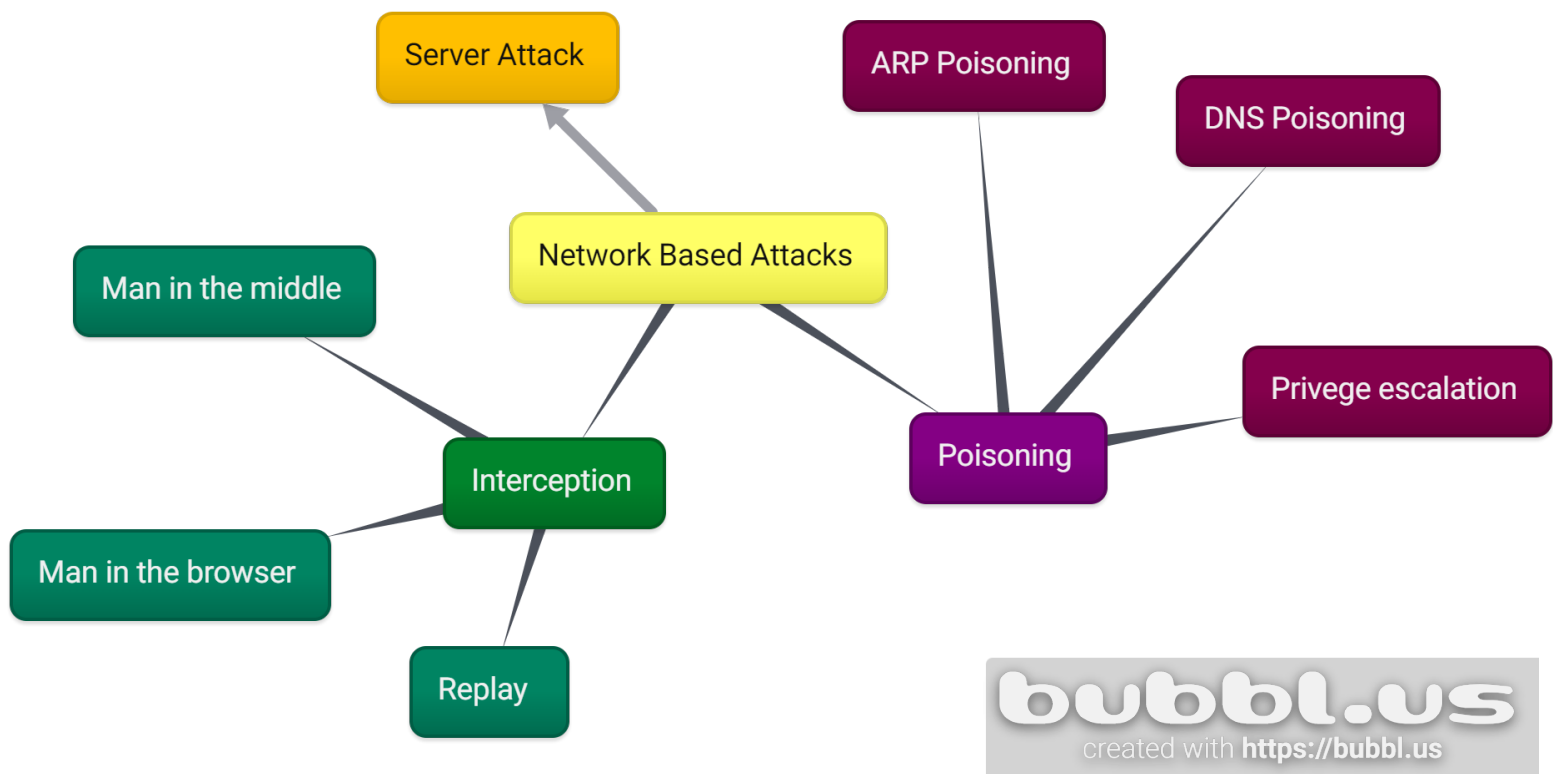 Server Attack
ARP Poisoning
DNS Poisoning
Network Based Attacks
Man in the middle
Privege escalation
Poisoning
Interception
Man in the browser
Replay
bubbl.us
created with https://bubbl.us